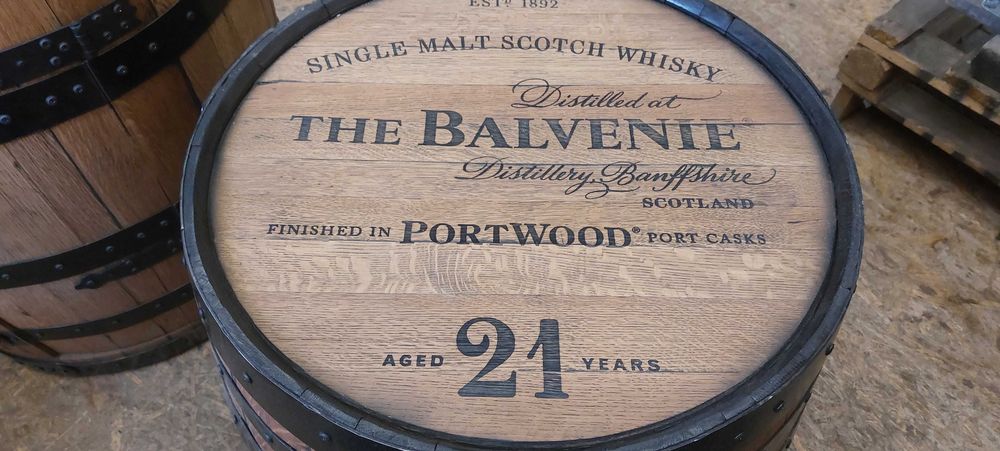 ESTD 1892
SINGLE MALT SCOTCH WHISKY
Distilled at
THE BALVENIE
Distillery, Banffshire
SCOTLAND
FINISHED IN PORTWOOD® PORT CASKS
AGED 21 YEARS